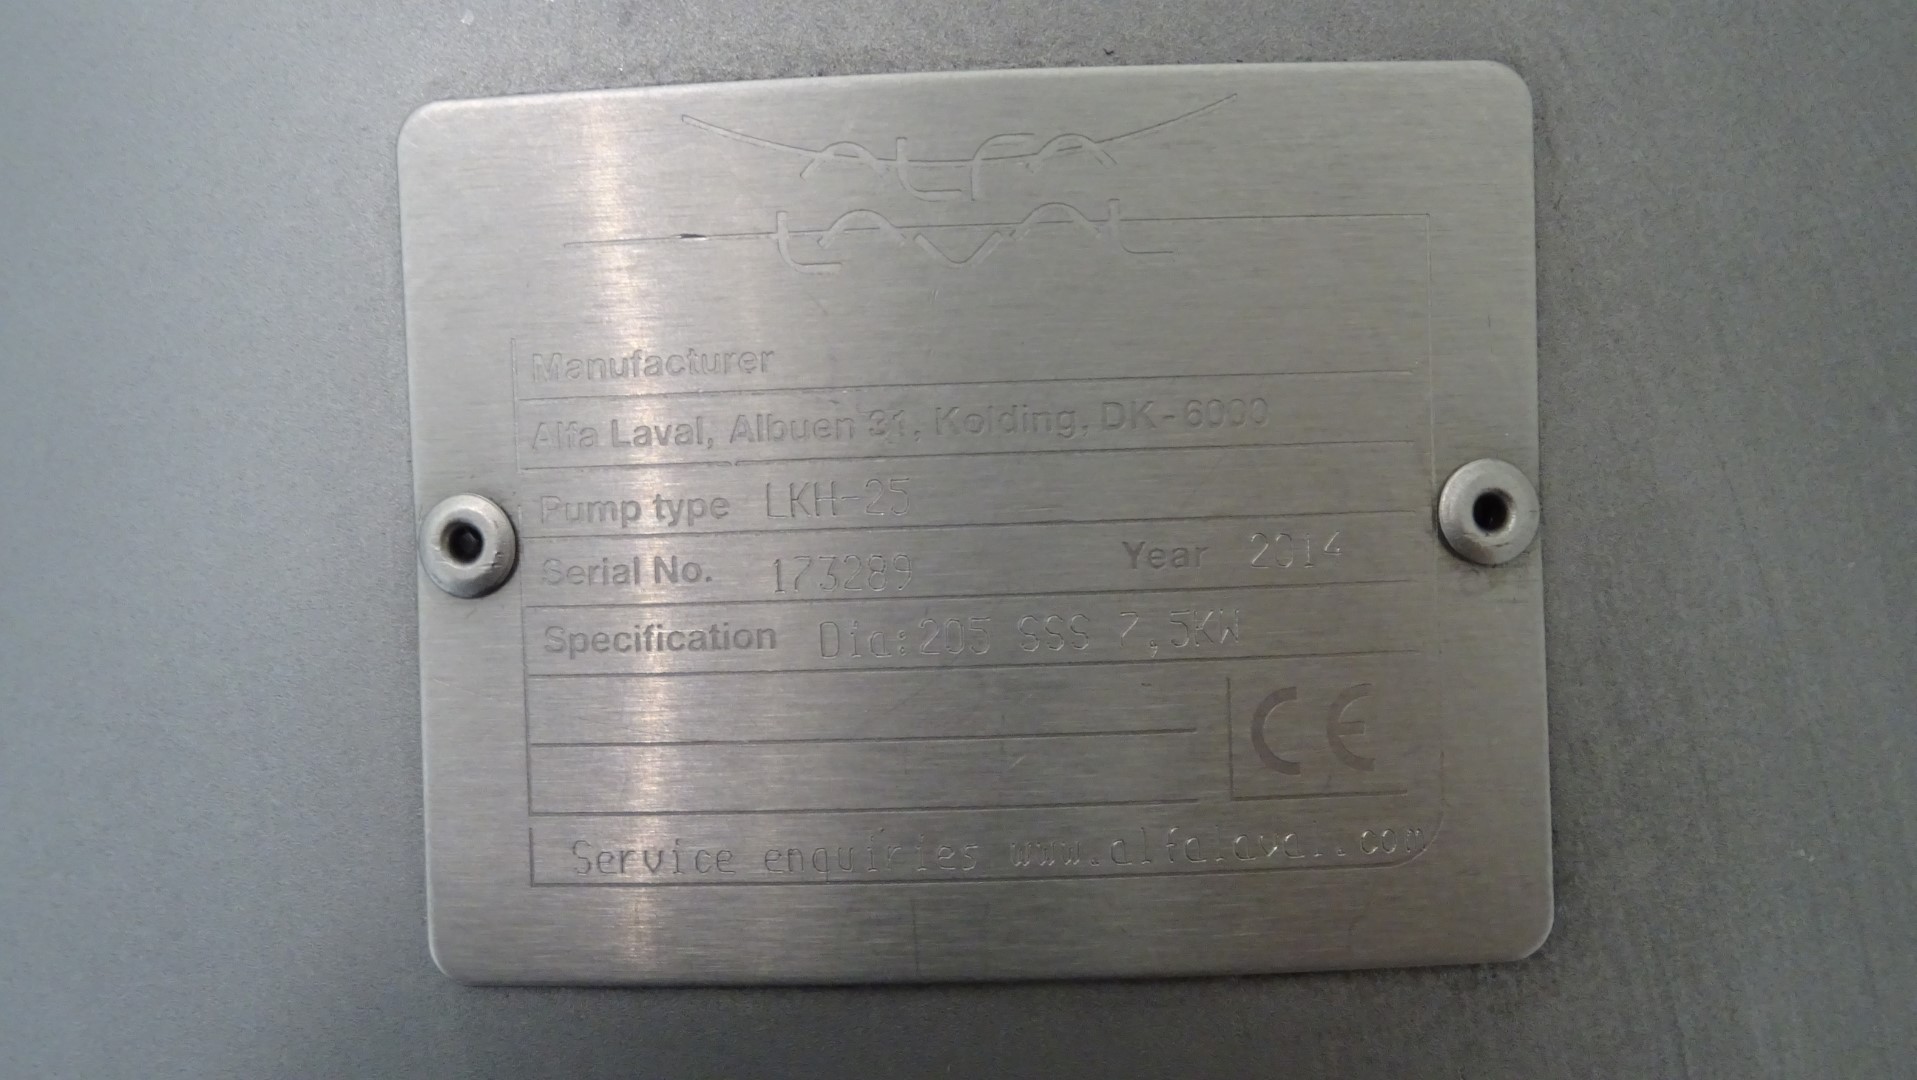 ALFA
LAVAL
Manufacturer
Alfa Laval, Albuen 31, Kolding, DK-6000
Pump type LKH-25
Serial No. 173289 Year 2014
Specification Dia:205 SSS 7,5KW
CE
Service enquiries www.alfalaval.com